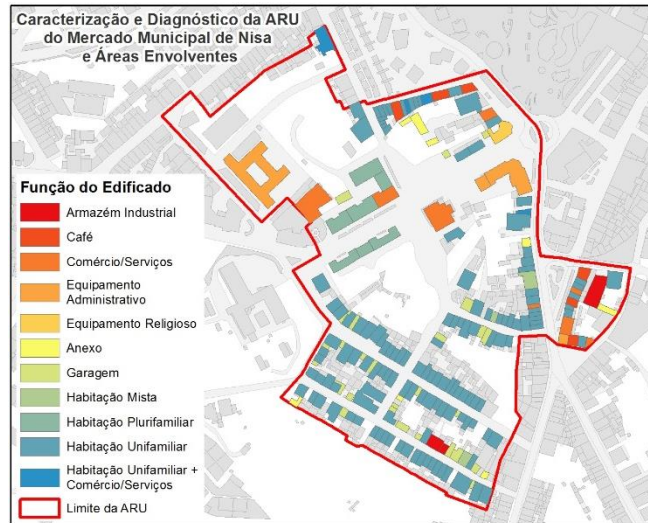 Caracterização e Diagnóstico da ARU
do Mercado Municipal de Nisa
e Áreas Envolventes
Função do Edificado
Armazém Industrial
Café
Comércio/Serviços
Equipamento
Administrativo
Equipamento Religioso
Anexo
Garagem
Habitação Mista
Habitação Plurifamiliar
Habitação Unifamiliar
Habitação Unifamiliar +
Comércio/Serviços
Limite da ARU